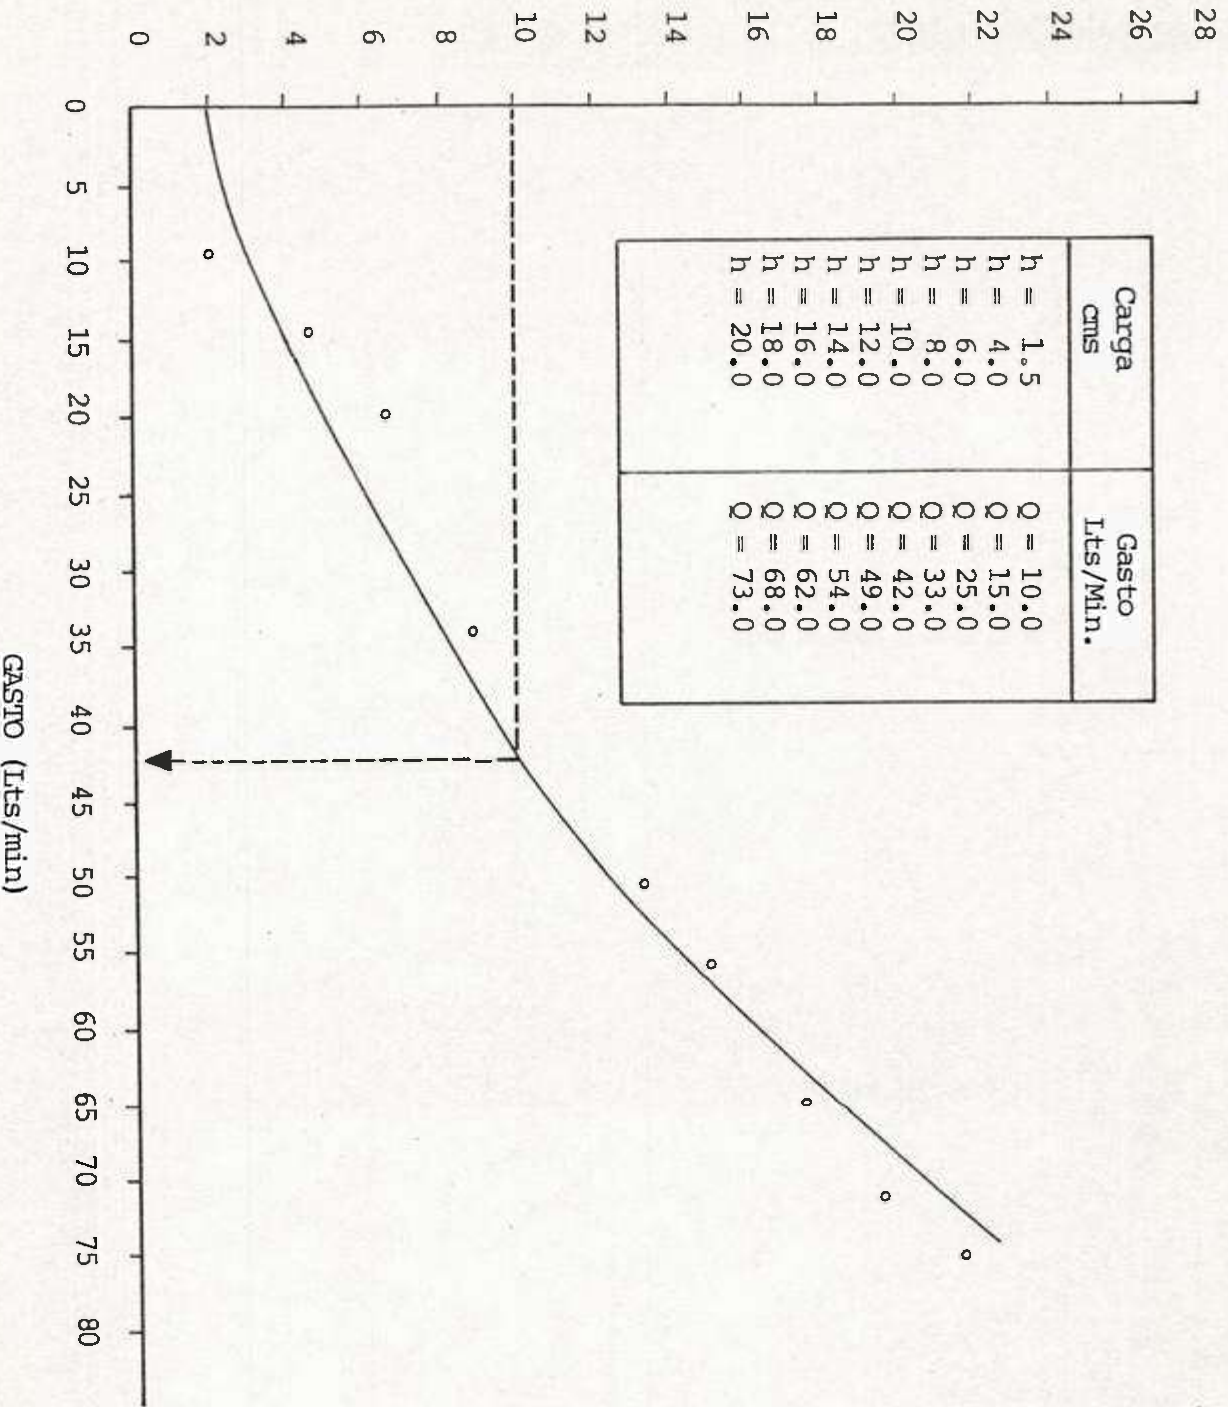 28
26
24
22
20
18
16
14
12
10
8
6
4
2
0
Carga
cms
Gasto
Lts/Min.
h = 1.5 Q = 10.0
h = 4.0 Q = 15.0
h = 6.0 Q = 25.0
h = 8.0 Q = 33.0
h = 10.0 Q = 42.0
h = 12.0 Q = 49.0
h = 14.0 Q = 54.0
h = 16.0 Q = 62.0
h = 18.0 Q = 68.0
h = 20.0 Q = 73.0
0 5 10 15 20 25 30 35 40 45 50 55 60 65 70 75 80
GASTO (Lts/min)